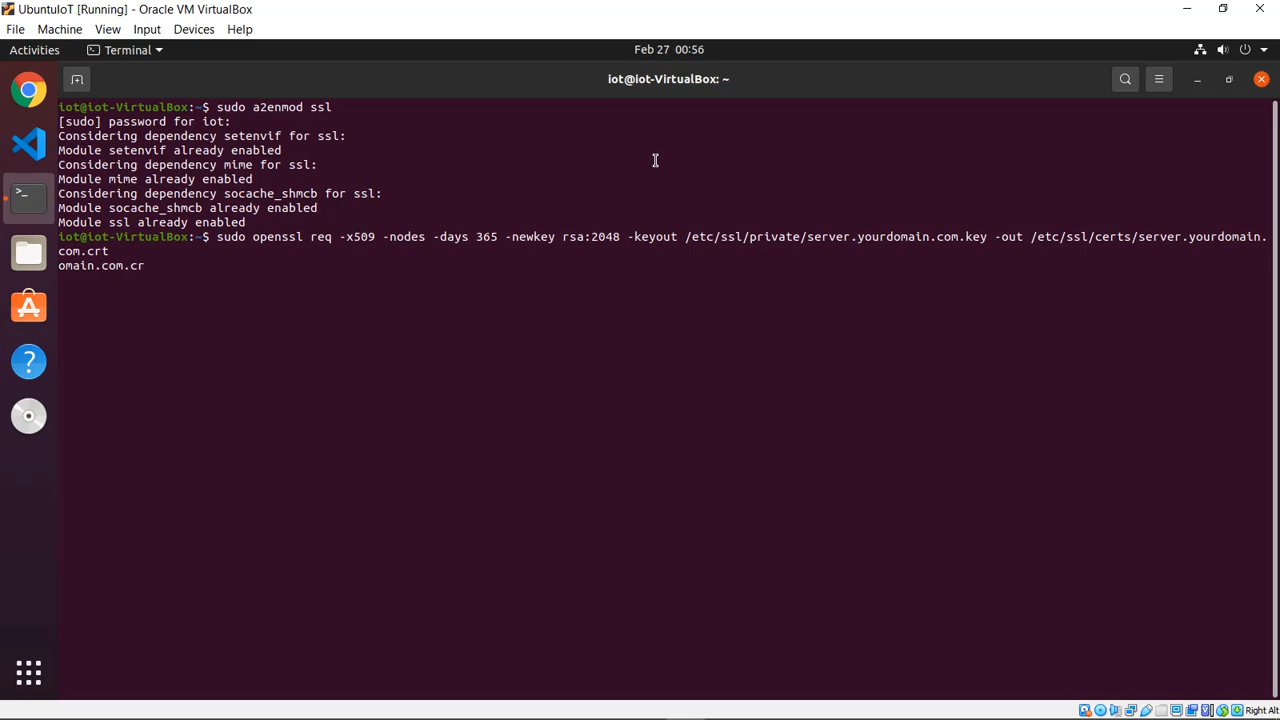 UbuntuIoT [Running] - Oracle VM VirtualBox
File Machine View Input Devices Help
Activities Terminal Feb 27 00:56
iot@iot-VirtualBox: ~
iot@iot-VirtualBox:~$ sudo a2enmod ssl
[sudo] password for iot:
Considering dependency setenvif for ssl:
Module setenvif already enabled
Considering dependency mime for ssl:
Module mime already enabled
Considering dependency socache_shmcb for ssl:
Module socache_shmcb already enabled
Module ssl already enabled
iot@iot-VirtualBox:~$ sudo openssl req -x509 -nodes -days 365 -newkey rsa:2048 -keyout /etc/ssl/private/server.yourdomain.com.key -out /etc/ssl/certs/server.yourdomain.
com.crt
omain.com.cr
Right Alt